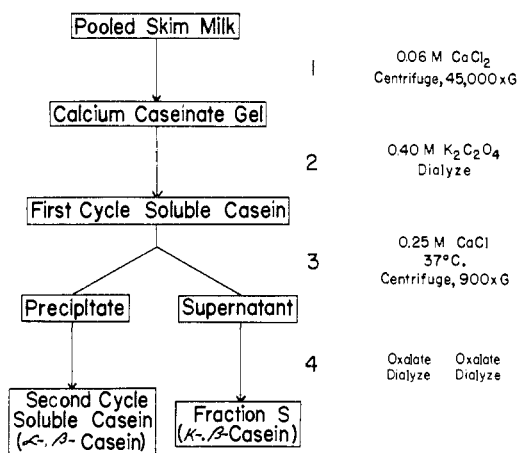 Pooled Skim Milk
1
0.06 M CaCl₂
Centrifuge, 45,000xG
Calcium Caseinate Gel
2
0.40 M K₂C₂O₄
Dialyze
First Cycle Soluble Casein
3
0.25 M CaCl
37°C.
Centrifuge, 900xG
Precipitate
Supernatant
4
Oxalate Oxalate
Dialyze Dialyze
Second Cycle
Soluble Casein
(α-, β- Casein)
Fraction S
(K-, β-Casein)